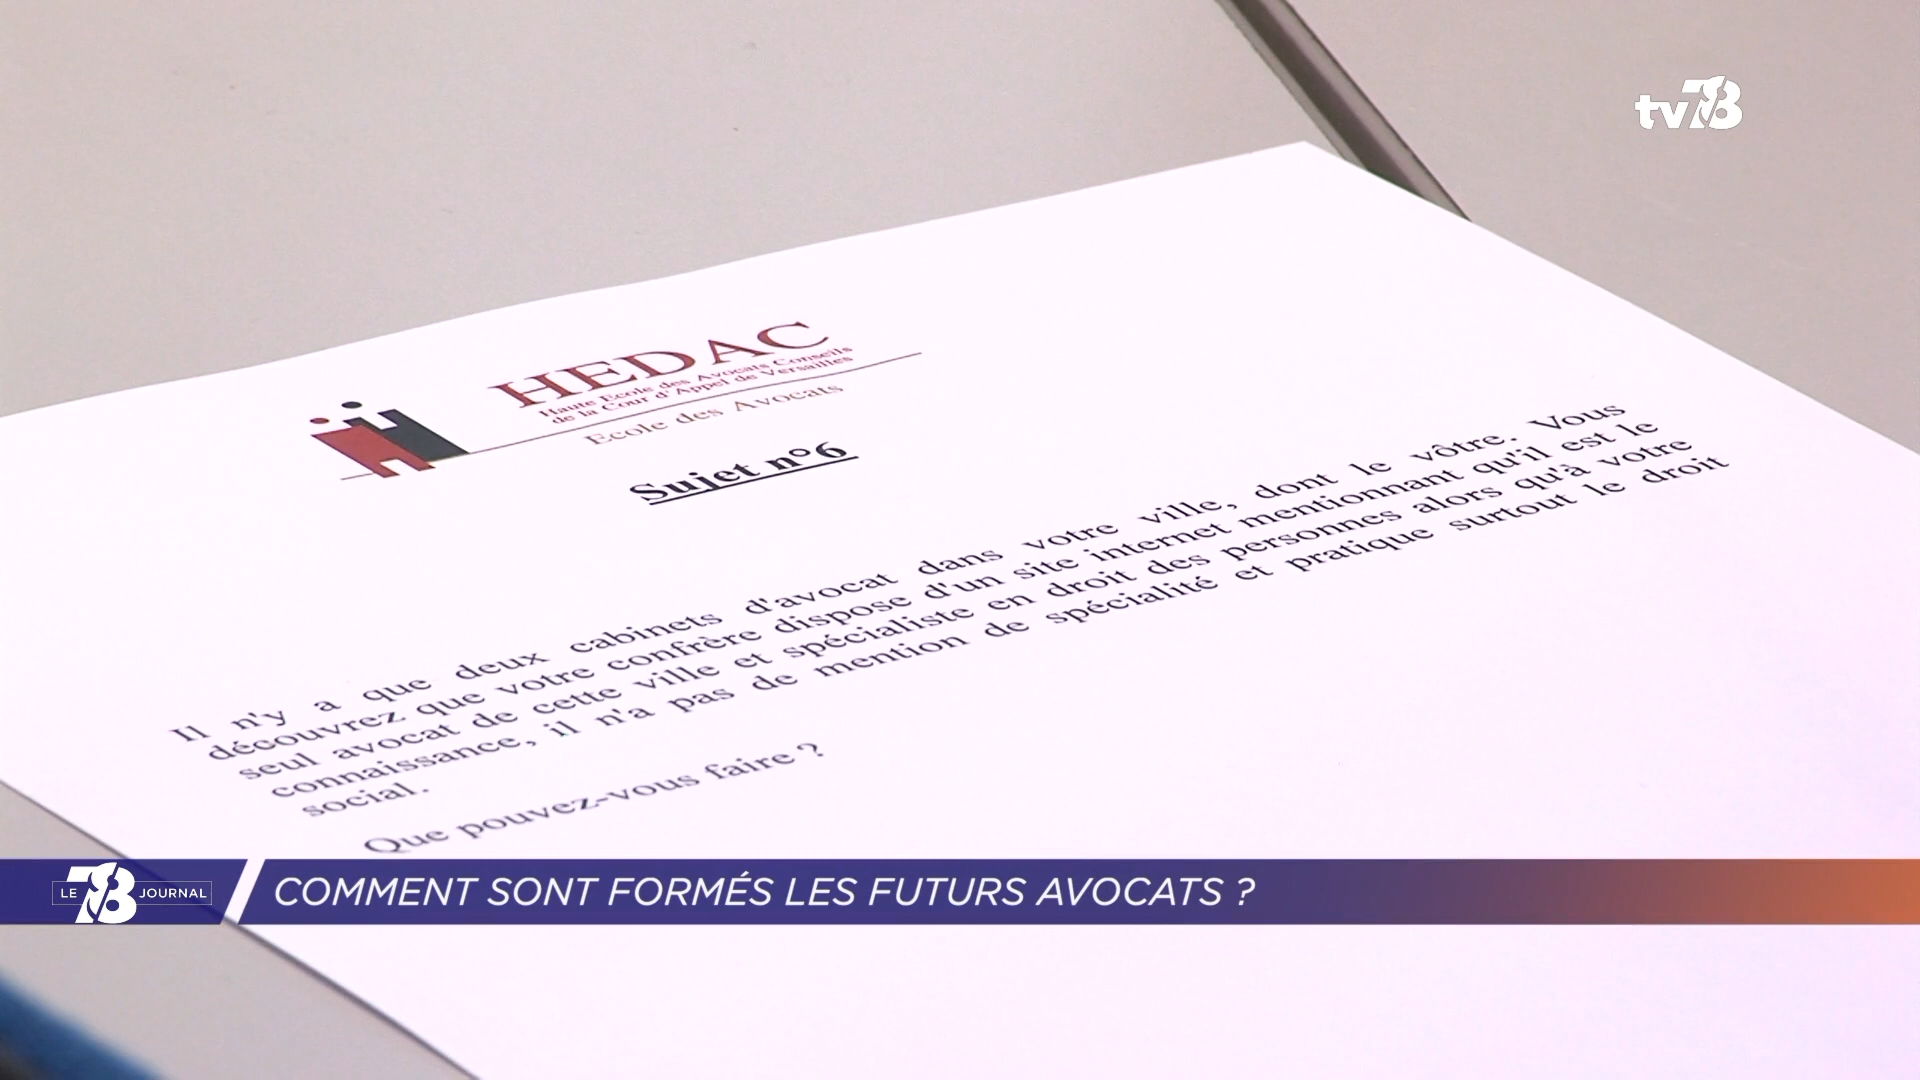 tv78
HEDAC
Haute Ecole des Avocats Conseils
de la Cour d'Appel de Versailles
Ecole des Avocats
Sujet n°6
Il n'y a que deux cabinets d'avocat dans votre ville, dont le vôtre. Vous
découvrez que votre confrère dispose d'un site internet mentionnant qu'il est le
seul avocat de cette ville et spécialiste en droit des personnes alors qu'à votre
connaissance, il n'a pas de mention de spécialité et pratique surtout le droit
social.
Que pouvez-vous faire ?
LE 78 JOURNAL
COMMENT SONT FORMÉS LES FUTURS AVOCATS ?